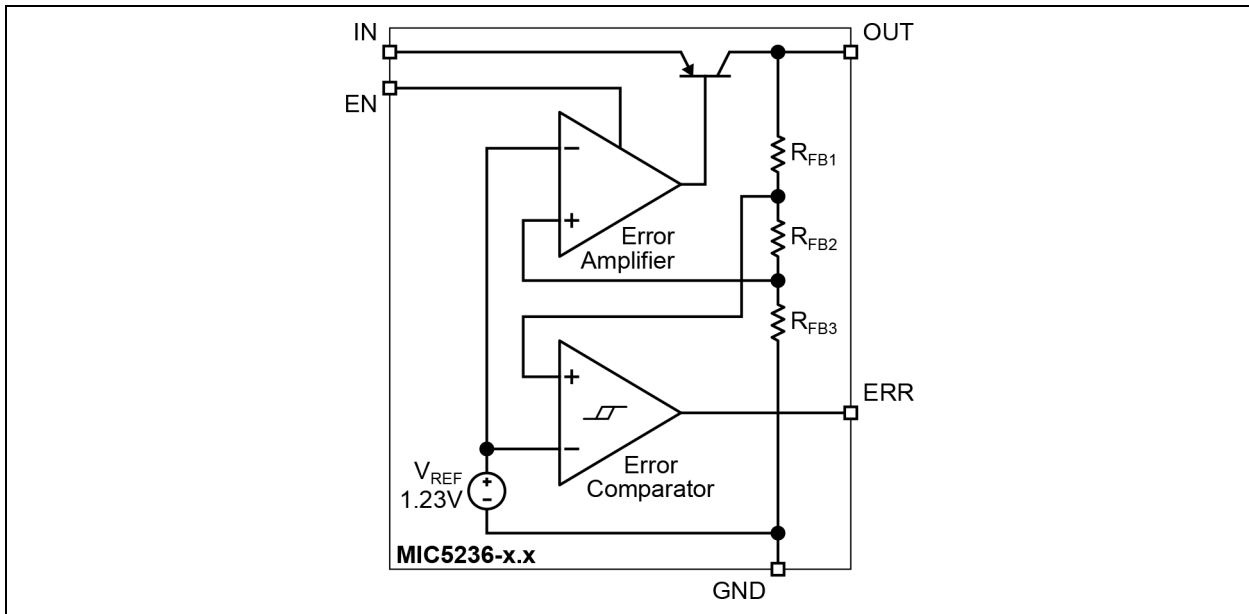 IN
OUT
EN
−
+
Error
Amplifier
R_FB1
R_FB2
R_FB3
+
−
Error
Comparator
ERR
V_REF
1.23V
+
−
MIC5236-x.x
GND